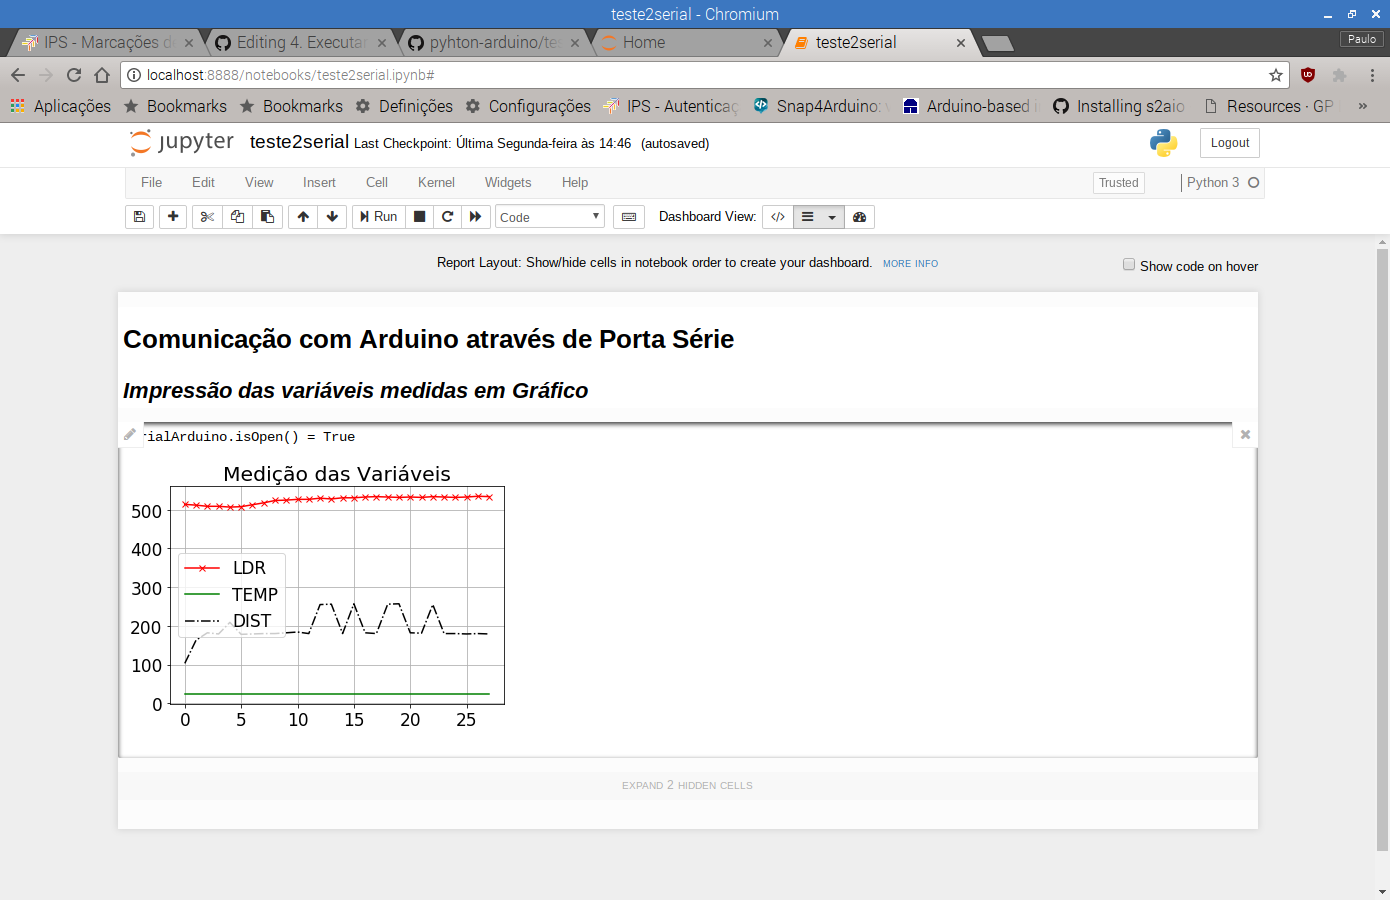 teste2serial - Chromium
IPS - Marcações de
Editing 4. Executar
pyhton-arduino/tes
Home
teste2serial
Paulo
localhost:8888/notebooks/teste2serial.ipynb#
Aplicações
Bookmarks
Bookmarks
Definições
Configurações
IPS - Autenticaç
Snap4Arduino: v
Arduino-based i
Installing s2aio
Resources · GP
»
jupyter
teste2serial Last Checkpoint: Última Segunda-feira às 14:46 (autosaved)
Logout
File Edit View Insert Cell Kernel Widgets Help
Trusted
Python 3
Run
Code
Dashboard View:
</>
Report Layout: Show/hide cells in notebook order to create your dashboard. MORE INFO
Show code on hover
Comunicação com Arduino através de Porta Série
Impressão das variáveis medidas em Gráfico
rialArduino.isOpen() = True
Medição das Variáveis
500
400
300
200
100
0
LDR
TEMP
DIST
0 5 10 15 20 25
EXPAND 2 HIDDEN CELLS